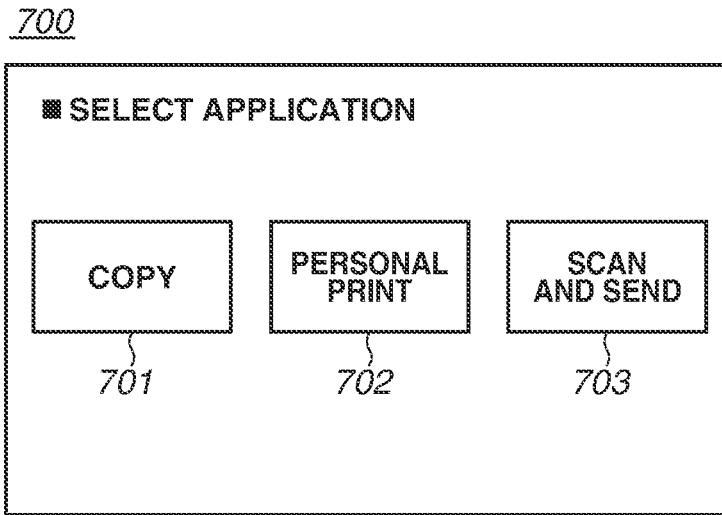 700
■ SELECT APPLICATION
COPY
PERSONAL
PRINT
SCAN
AND SEND
701
702
703